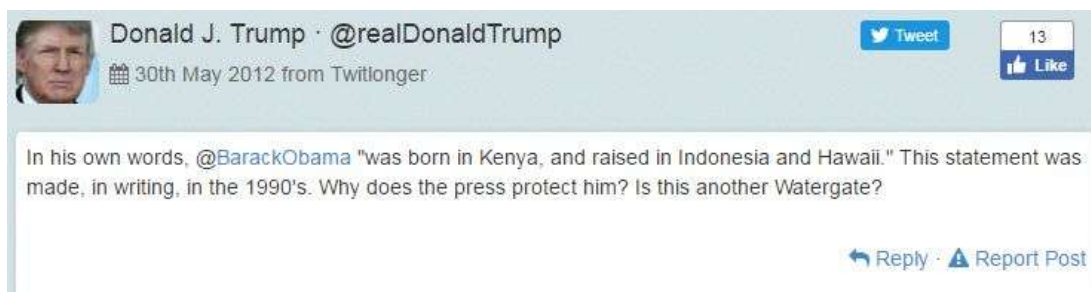 Donald J. Trump · @realDonaldTrump
Tweet
13
Like
30th May 2012 from Twitlonger
In his own words, @BarackObama "was born in Kenya, and raised in Indonesia and Hawaii." This statement was
made, in writing, in the 1990's. Why does the press protect him? Is this another Watergate?
Reply · Report Post